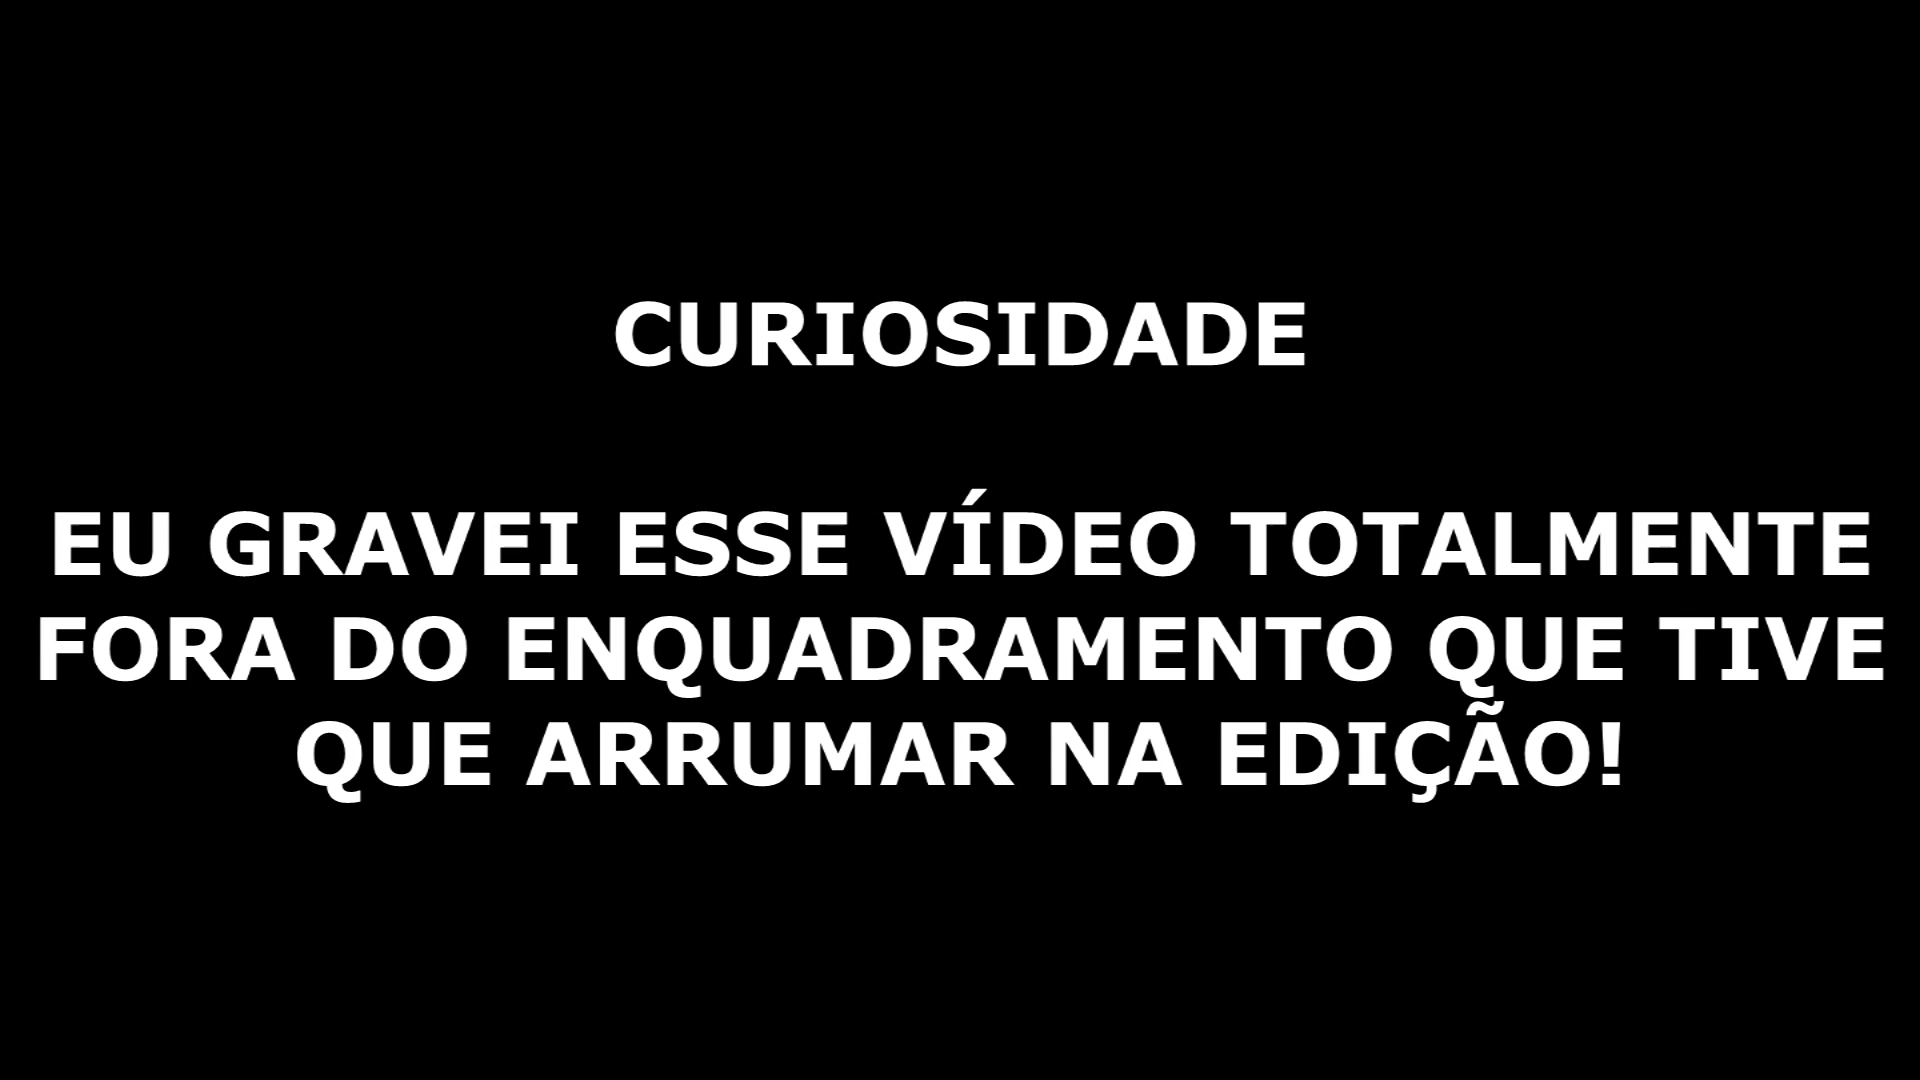 CURIOSIDADE
EU GRAVEI ESSE VÍDEO TOTALMENTE
FORA DO ENQUADRAMENTO QUE TIVE
QUE ARRUMAR NA EDIÇÃO!